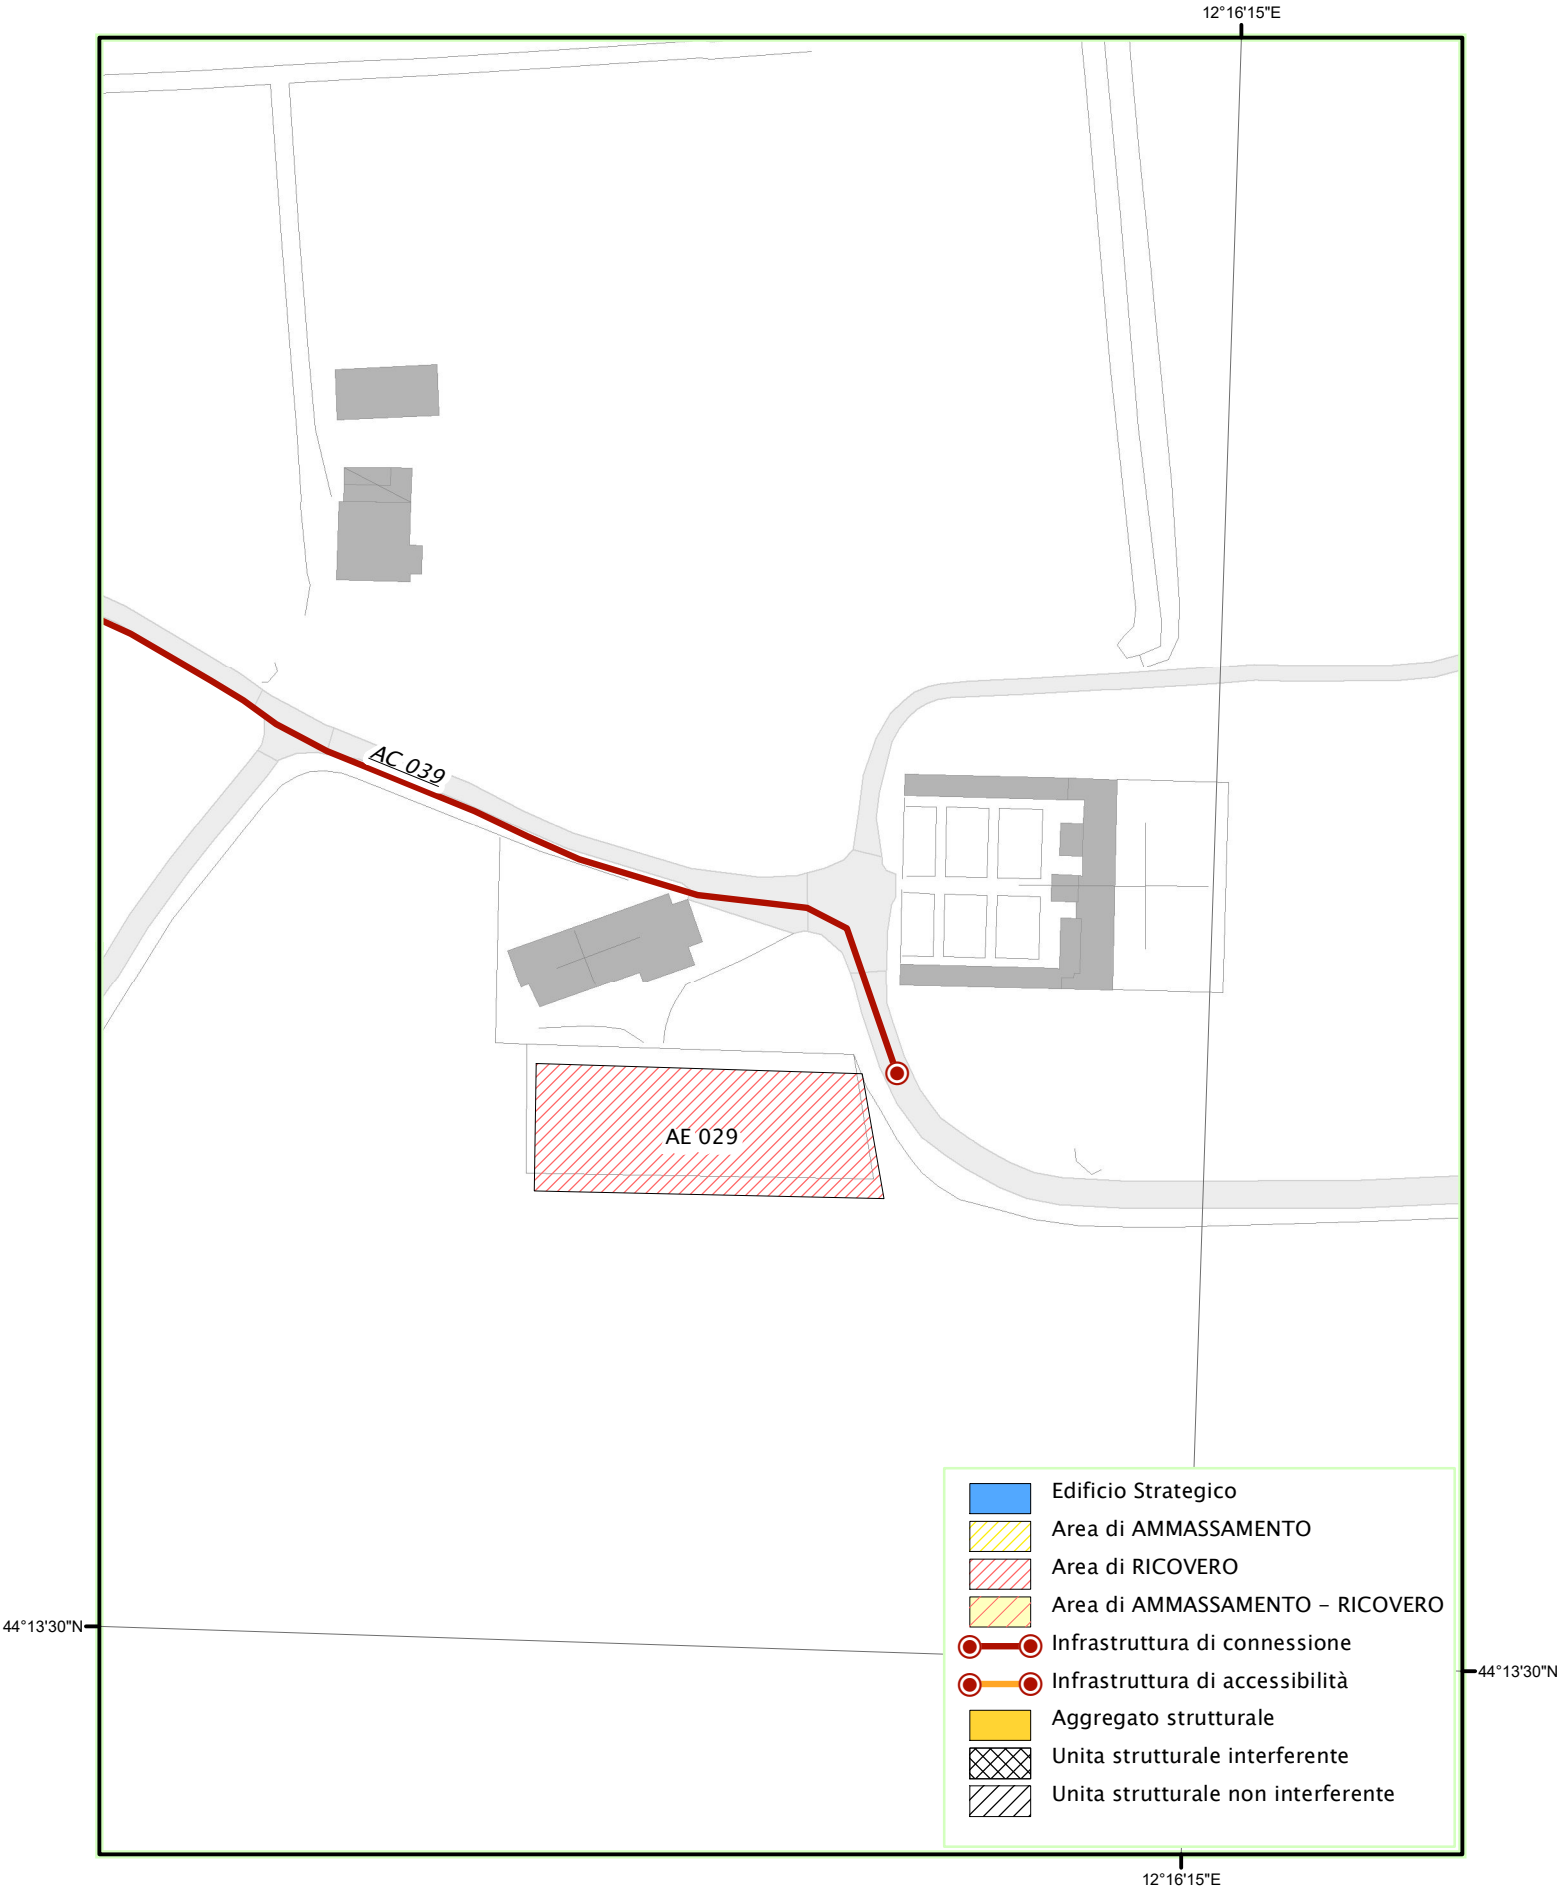 12°16'15"E
AC 039
AE 029
Edificio Strategico
Area di AMMASSAMENTO
Area di RICOVERO
Area di AMMASSAMENTO – RICOVERO
44°13'30"N
Infrastruttura di connessione
44°13'30"N
Infrastruttura di accessibilità
Aggregato strutturale
Unita strutturale interferente
Unita strutturale non interferente
12°16'15"E